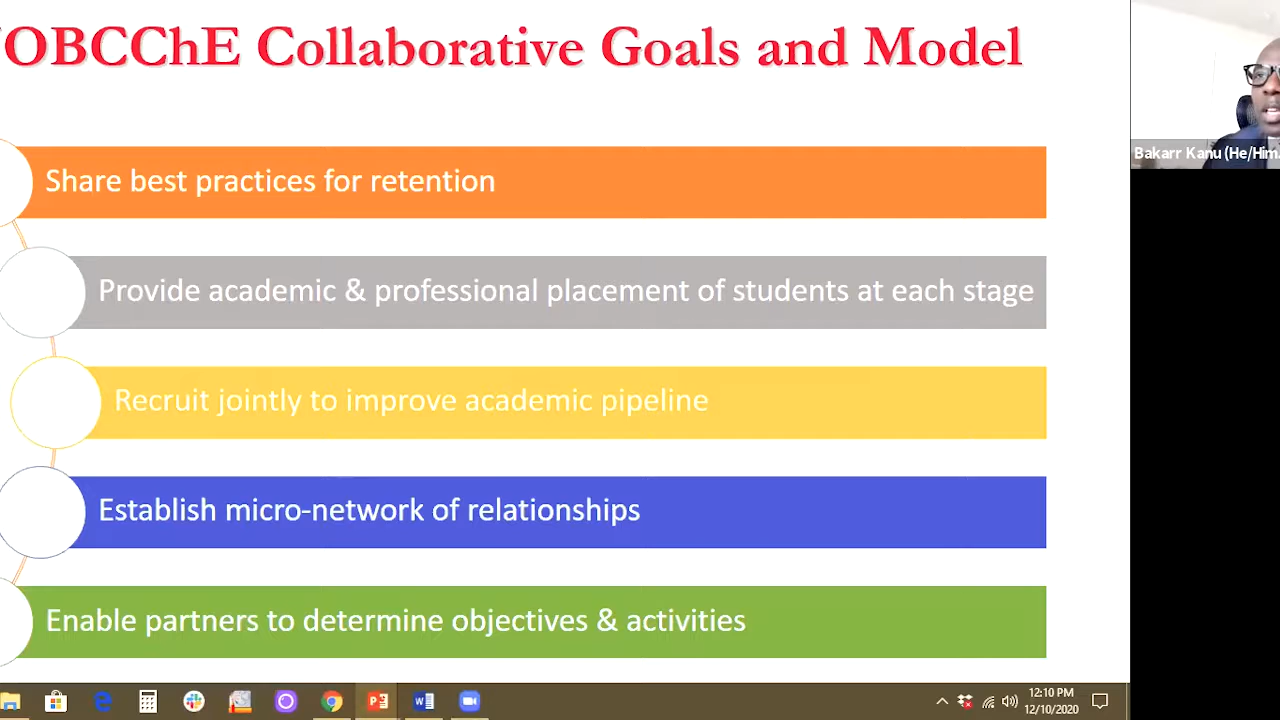 OBCChE Collaborative Goals and Model
Share best practices for retention
Provide academic & professional placement of students at each stage
Recruit jointly to improve academic pipeline
Establish micro-network of relationships
Enable partners to determine objectives & activities
Bakarr Kanu (He/Him.
12:10 PM
12/10/2020